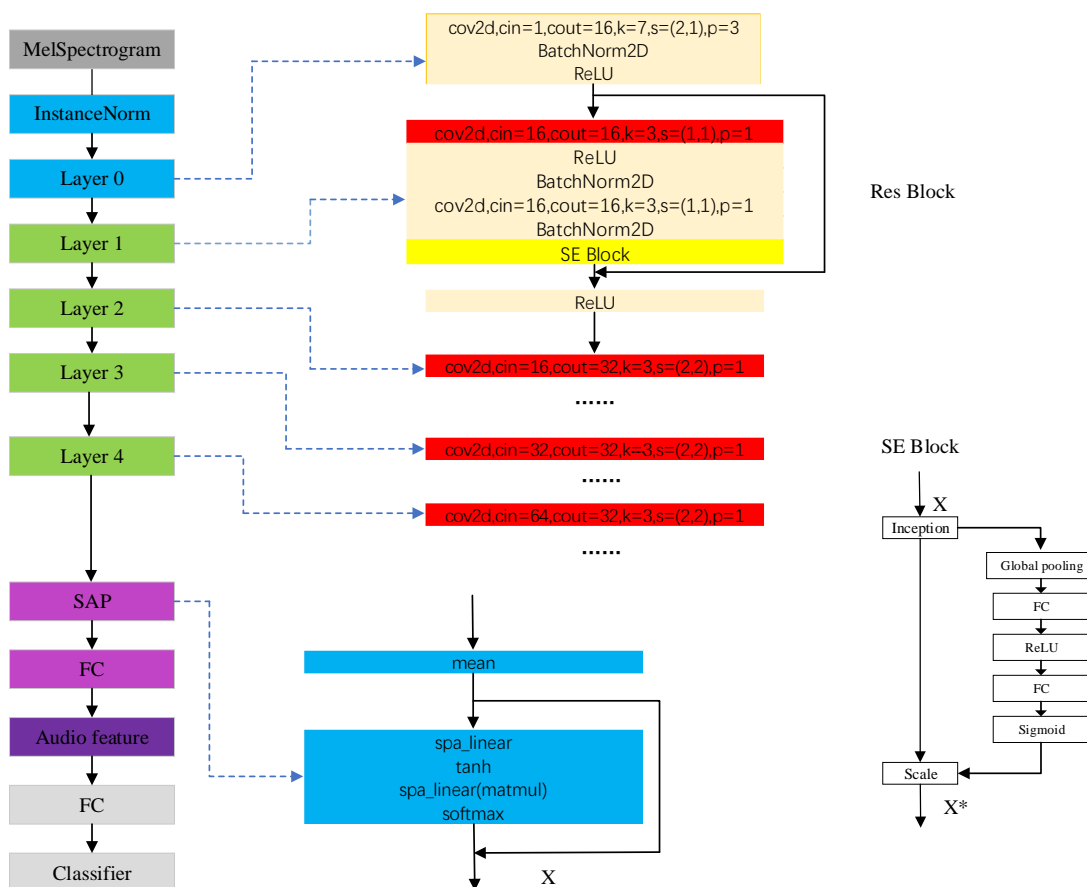 MelSpectrogram
InstanceNorm
Layer 0
Layer 1
Layer 2
Layer 3
Layer 4
SAP
FC
Audio feature
FC
Classifier
cov2d,cin=1,cout=16,k=7,s=(2,1),p=3
BatchNorm2D
ReLU
cov2d,cin=16,cout=16,k=3,s=(1,1),p=1
ReLU
BatchNorm2D
cov2d,cin=16,cout=16,k=3,s=(1,1),p=1
BatchNorm2D
SE Block
ReLU
Res Block
cov2d,cin=16,cout=32,k=3,s=(2,2),p=1
......
cov2d,cin=32,cout=32,k=3,s=(2,2),p=1
......
cov2d,cin=64,cout=32,k=3,s=(2,2),p=1
......
mean
spa_linear
tanh
spa_linear(matmul)
softmax
X
SE Block
X
Inception
Global pooling
FC
ReLU
FC
Sigmoid
Scale
X*